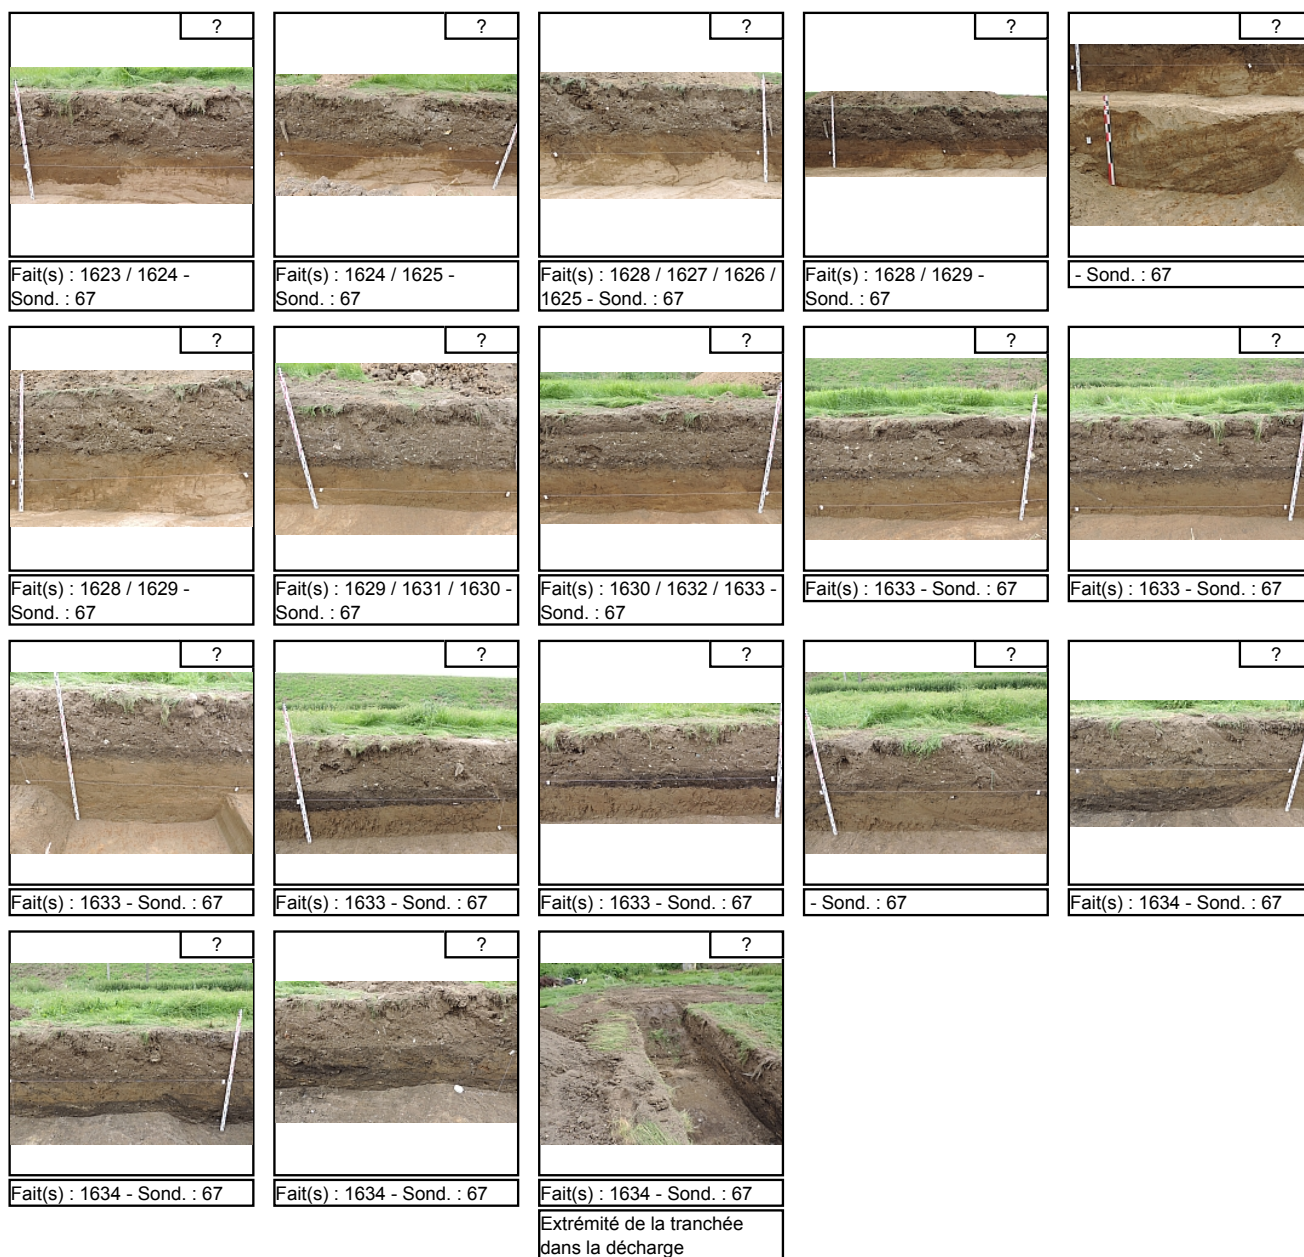 ?
?
?
?
?
Fait(s) : 1623 / 1624 -
Sond. : 67
Fait(s) : 1624 / 1625 -
Sond. : 67
Fait(s) : 1628 / 1627 / 1626 /
1625 - Sond. : 67
Fait(s) : 1628 / 1629 -
Sond. : 67
- Sond. : 67
?
?
?
?
?
Fait(s) : 1628 / 1629 -
Sond. : 67
Fait(s) : 1629 / 1631 / 1630 -
Sond. : 67
Fait(s) : 1630 / 1632 / 1633 -
Sond. : 67
Fait(s) : 1633 - Sond. : 67
Fait(s) : 1633 - Sond. : 67
?
?
?
?
?
Fait(s) : 1633 - Sond. : 67
Fait(s) : 1633 - Sond. : 67
Fait(s) : 1633 - Sond. : 67
- Sond. : 67
Fait(s) : 1634 - Sond. : 67
?
?
?
Fait(s) : 1634 - Sond. : 67
Fait(s) : 1634 - Sond. : 67
Fait(s) : 1634 - Sond. : 67
Extrémité de la tranchée
dans la décharge